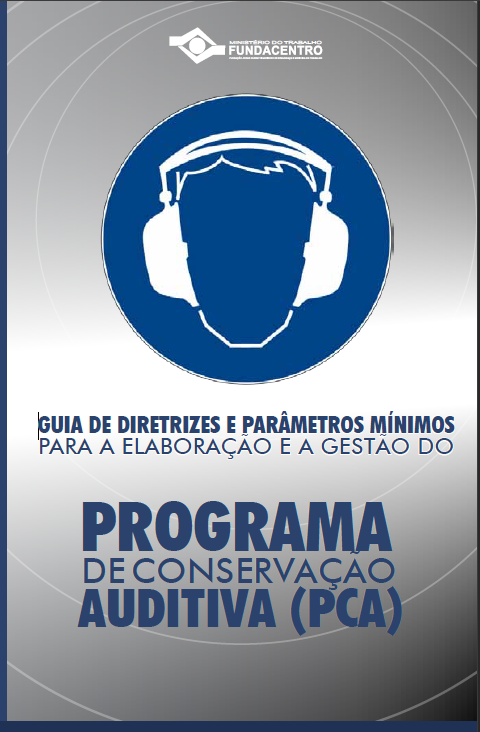 MINISTÉRIO DO TRABALHO
FUNDACENTRO
GUIA DE DIRETRIZES E PARÂMETROS MÍNIMOS
PARA A ELABORAÇÃO E A GESTÃO DO
PROGRAMA
DE CONSERVAÇÃO
AUDITIVA (PCA)